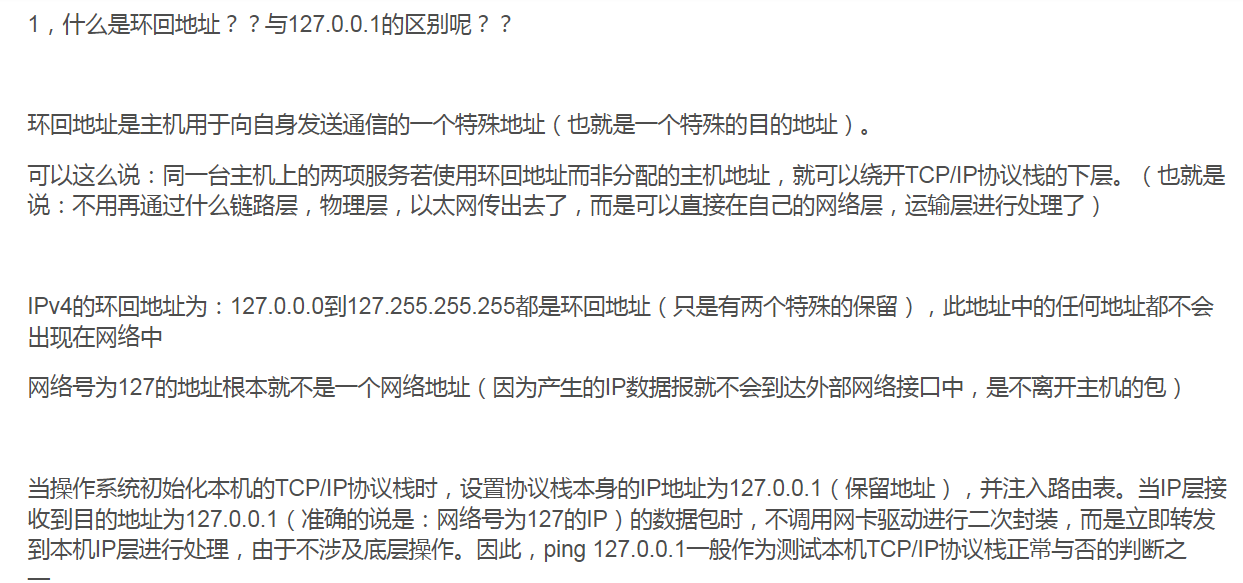 1，什么是环回地址？？与127.0.0.1的区别呢？？
环回地址是主机用于向自身发送通信的一个特殊地址（也就是一个特殊的目的地址）。
可以这么说：同一台主机上的两项服务若使用环回地址而非分配的主机地址，就可以绕开TCP/IP协议栈的下层。（也就是
说：不用再通过什么链路层，物理层，以太网传出去了，而是可以直接在自己的网络层，运输层进行处理了）
IPv4的环回地址为：127.0.0.0到127.255.255.255都是环回地址（只是有两个特殊的保留），此地址中的任何地址都不会
出现在网络中
网络号为127的地址根本就不是一个网络地址（因为产生的IP数据报就不会到达外部网络接口中，是不离开主机的包）
当操作系统初始化本机的TCP/IP协议栈时，设置协议栈本身的IP地址为127.0.0.1（保留地址），并注入路由表。当IP层接
收到目的地址为127.0.0.1（准确的说是：网络号为127的IP）的数据包时，不调用网卡驱动进行二次封装，而是立即转发
到本机IP层进行处理，由于不涉及底层操作。因此，ping 127.0.0.1一般作为测试本机TCP/IP协议栈正常与否的判断之
一